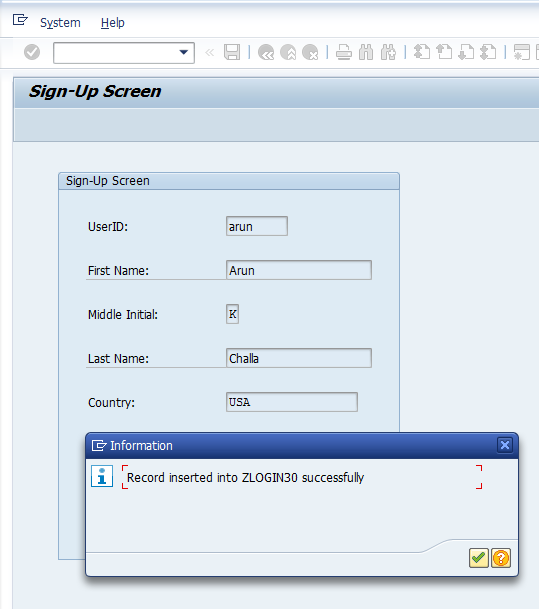 System Help
Sign-Up Screen
Sign-Up Screen
UserID: arun
First Name: Arun
Middle Initial: K
Last Name: Challa
Country: USA
Information
Record inserted into ZLOGIN30 successfully